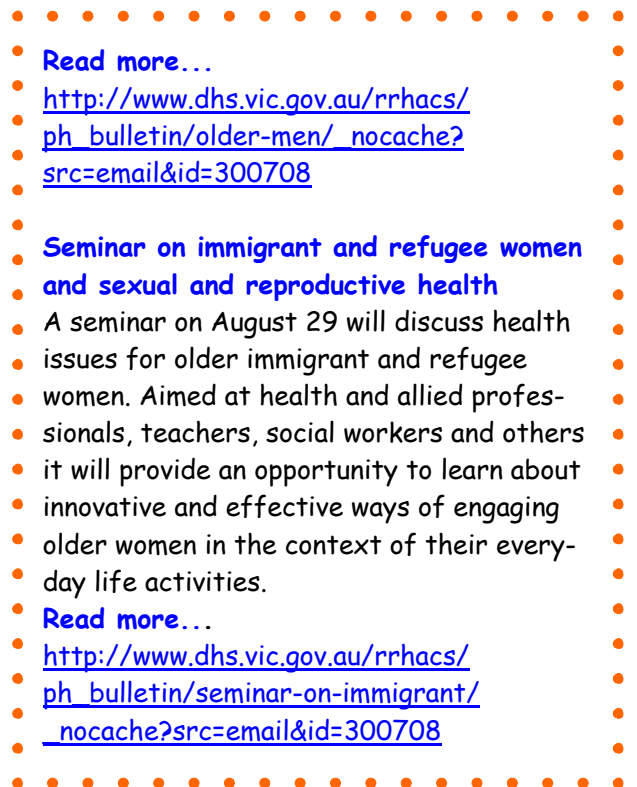 Read more...
http://www.dhs.vic.gov.au/rrhacs/
ph_bulletin/older-men/_nocache?
src=email&id=300708
Seminar on immigrant and refugee women
and sexual and reproductive health
A seminar on August 29 will discuss health
issues for older immigrant and refugee
women. Aimed at health and allied profes-
sionals, teachers, social workers and others
it will provide an opportunity to learn about
innovative and effective ways of engaging
older women in the context of their every-
day life activities.
Read more...
http://www.dhs.vic.gov.au/rrhacs/
ph_bulletin/seminar-on-immigrant/
_nocache?src=email&id=300708